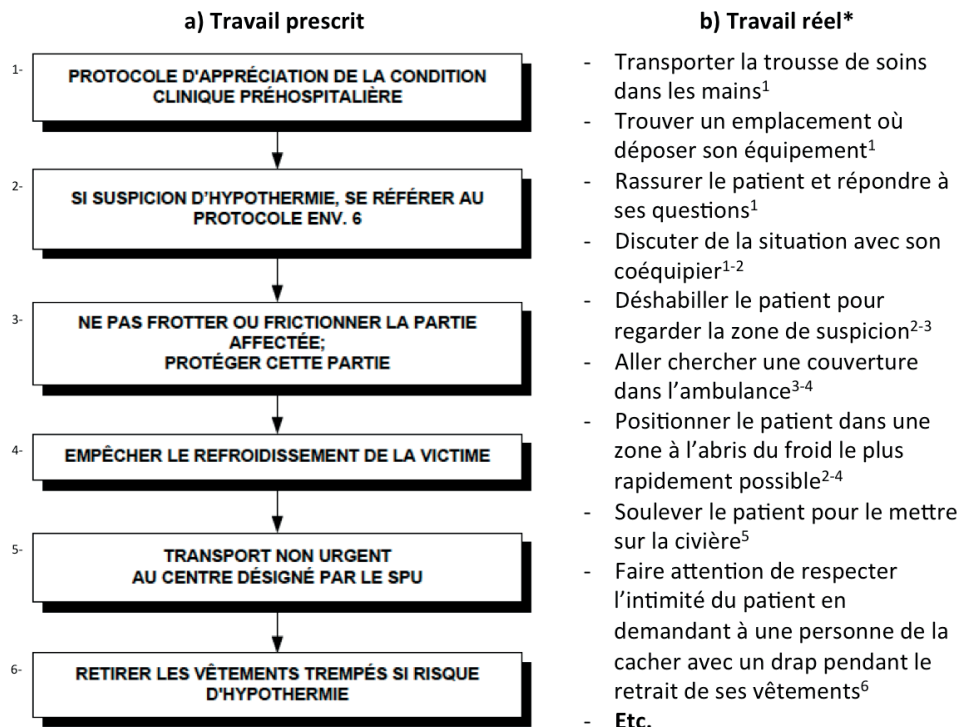 a) Travail prescrit
1-
PROTOCOLE D'APPRÉCIATION DE LA CONDITION
CLINIQUE PRÉHOSPITALIÈRE
2-
SI SUSPICION D'HYPOTHERMIE, SE RÉFÉRER AU
PROTOCOLE ENV. 6
3-
NE PAS FROTTER OU FRICTIONNER LA PARTIE
AFFECTÉE;
PROTÉGER CETTE PARTIE
4-
EMPÊCHER LE REFROIDISSEMENT DE LA VICTIME
5-
TRANSPORT NON URGENT
AU CENTRE DÉSIGNÉ PAR LE SPU
6-
RETIRER LES VÊTEMENTS TREMPÉS SI RISQUE
D'HYPOTHERMIE
b) Travail réel*
- Transporter la trousse de soins
dans les mains¹
- Trouver un emplacement où
déposer son équipement¹
- Rassurer le patient et répondre à
ses questions¹
- Discuter de la situation avec son
coéquipier¹⁻²
- Déshabiller le patient pour
regarder la zone de suspicion²⁻³
- Aller chercher une couverture
dans l'ambulance³⁻⁴
- Positionner le patient dans une
zone à l'abris du froid le plus
rapidement possible²⁻⁴
- Soulever le patient pour le mettre
sur la civière⁵
- Faire attention de respecter
l'intimité du patient en
demandant à une personne de la
cacher avec un drap pendant le
retrait de ses vêtements⁶
- Etc.